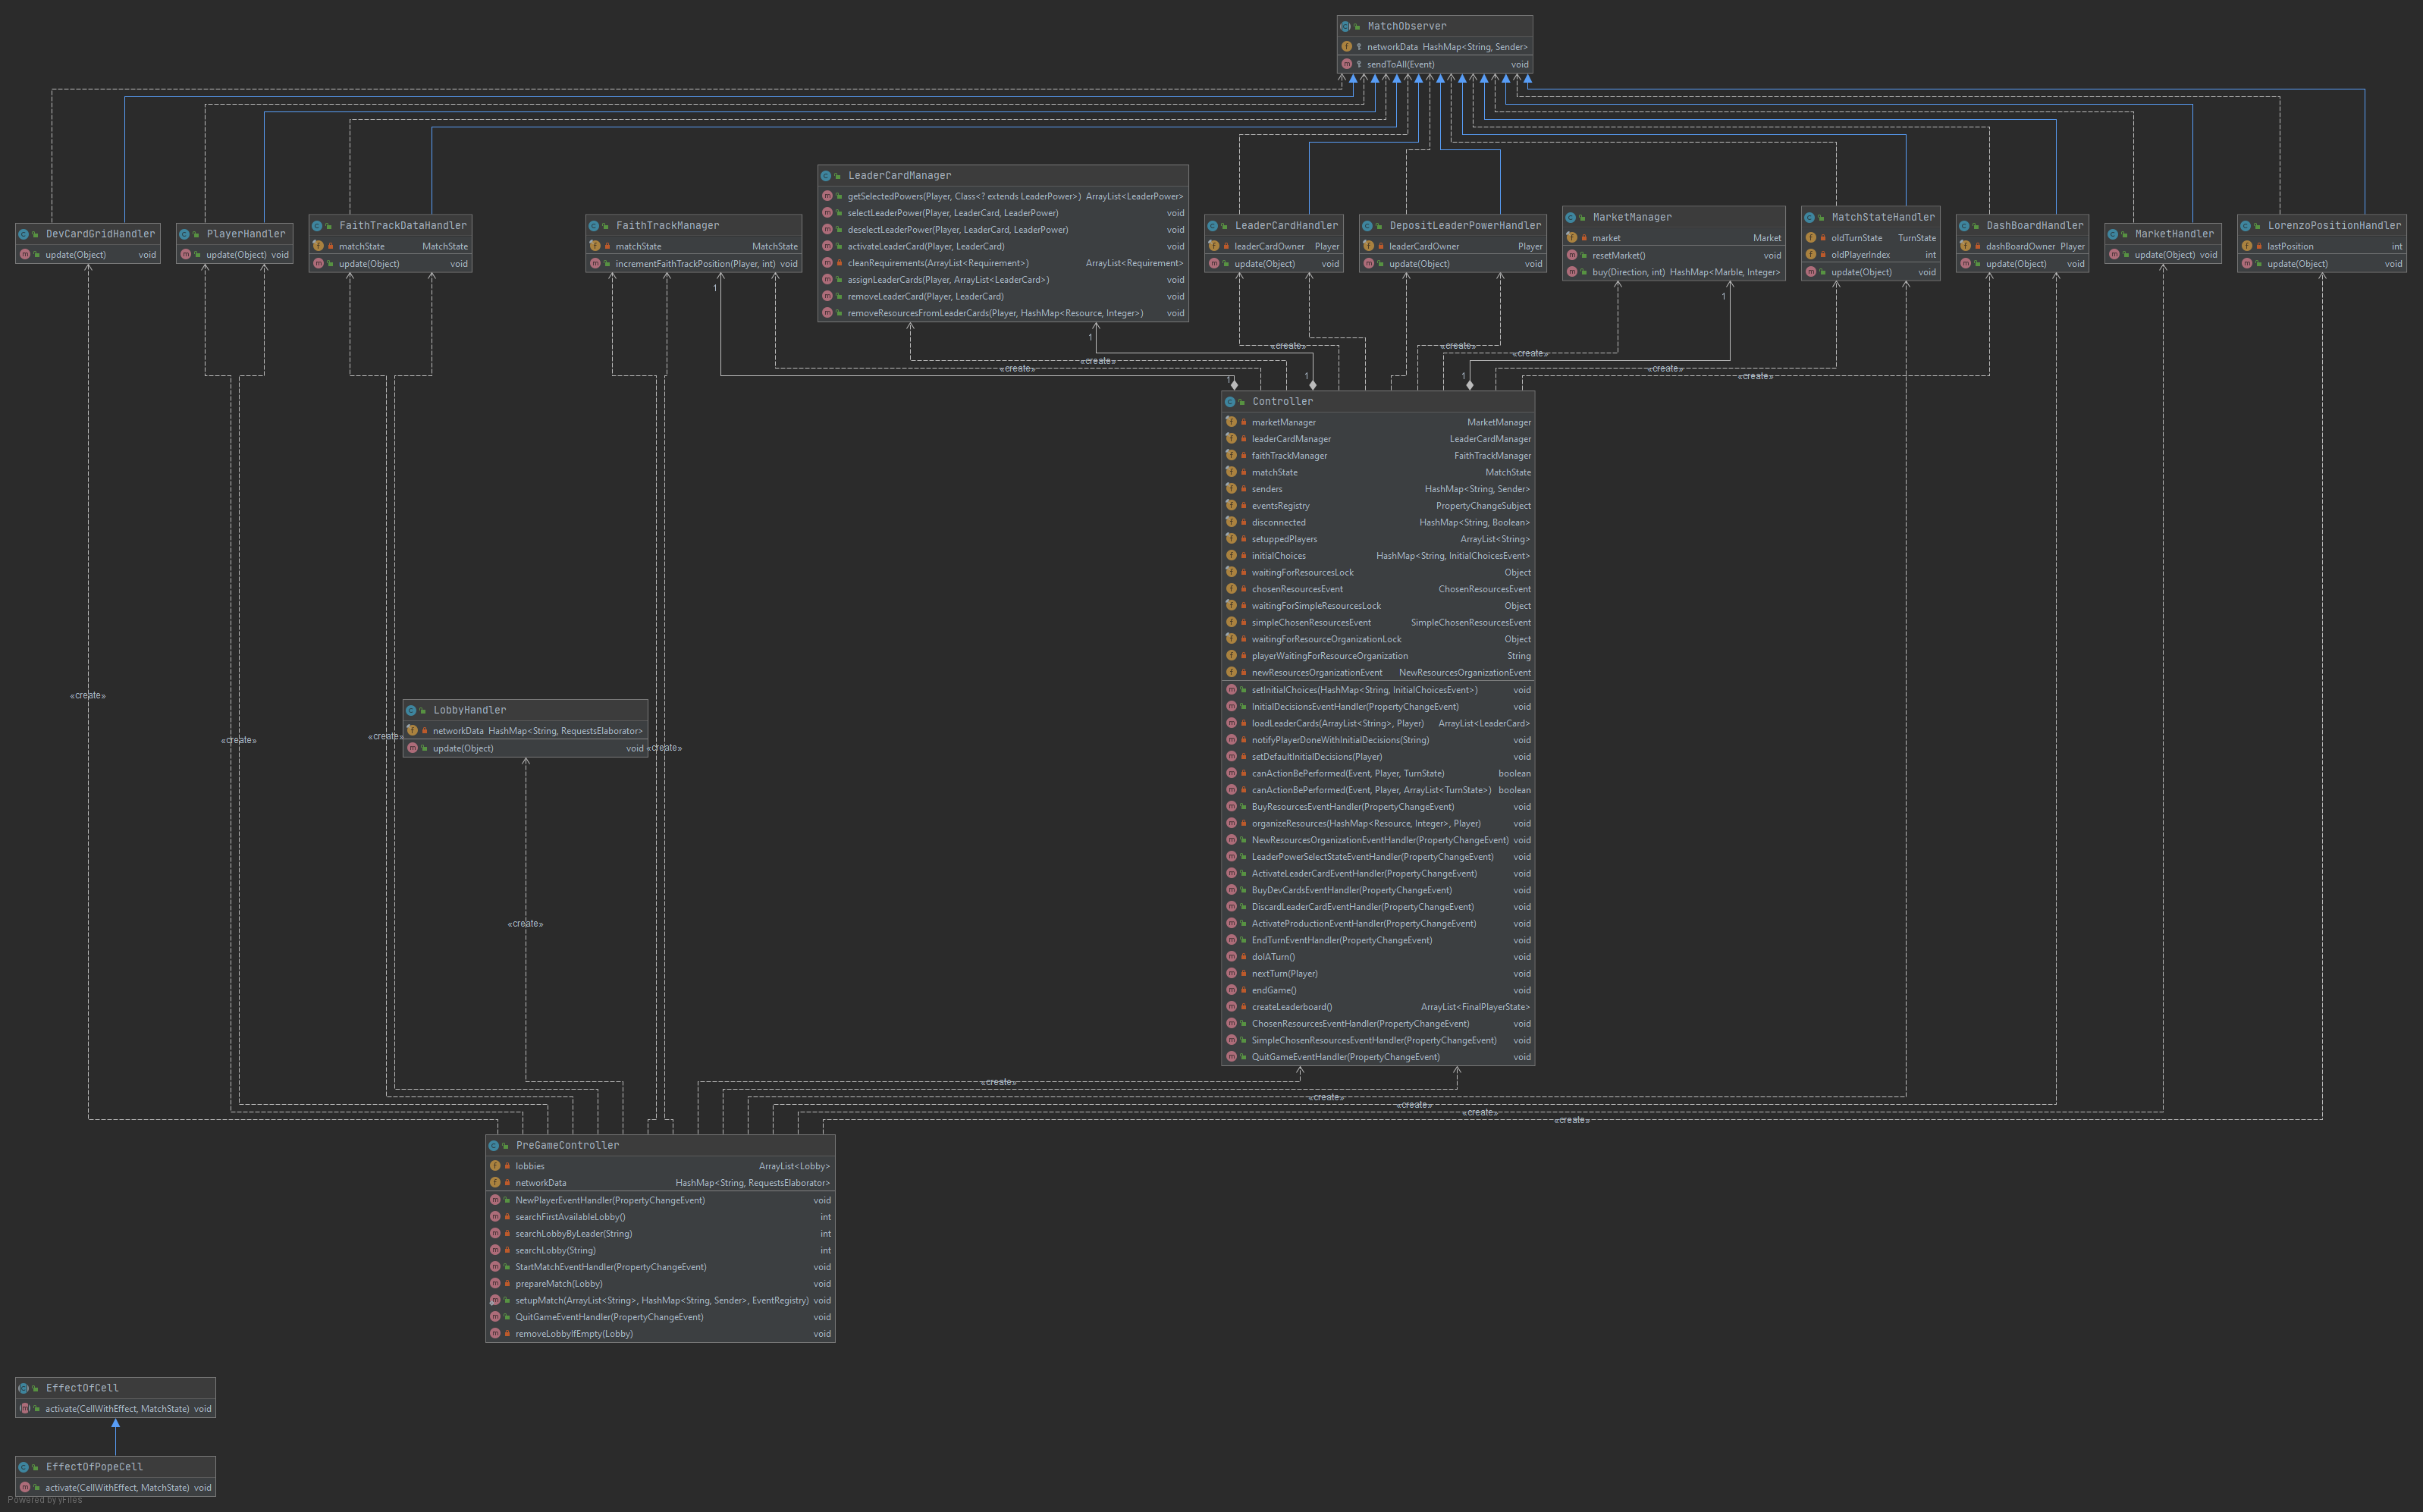 MatchObserver
networkData HashMap<String, Sender>
sendToAll(Event) void
LeaderCardManager
getSelectedPowers(Player, Class<? extends LeaderPower>) ArrayList<LeaderPower>
selectLeaderPower(Player, LeaderCard, LeaderPower) void
deselectLeaderPower(Player, LeaderCard, LeaderPower) void
activateLeaderCard(Player, LeaderCard) void
cleanRequirements(ArrayList<Requirement>) ArrayList<Requirement>
assignLeaderCards(Player, ArrayList<LeaderCard>) void
removeLeaderCard(Player, LeaderCard) void
removeResourcesFromLeaderCards(Player, HashMap<Resource, Integer>) void
DevCardGridHandler
update(Object) void
PlayerHandler
update(Object) void
FaithTrackDataHandler
matchState MatchState
update(Object) void
FaithTrackManager
matchState MatchState
incrementFaithTrackPosition(Player, int) void
LeaderCardHandler
leaderCardOwner Player
update(Object) void
DepositLeaderPowerHandler
leaderCardOwner Player
update(Object) void
MarketManager
market Market
resetMarket() void
buy(Direction, int) HashMap<Marble, Integer>
MatchStateHandler
oldTurnState TurnState
oldPlayerIndex int
update(Object) void
DashBoardHandler
dashBoardOwner Player
update(Object) void
MarketHandler
update(Object) void
LorenzoPositionHandler
lastPosition int
update(Object) void
1
1
1
«create»
«create»
«create»
«create»
«create»
«create»
«create»
1
1
1
Controller
marketManager MarketManager
leaderCardManager LeaderCardManager
faithTrackManager FaithTrackManager
matchState MatchState
senders HashMap<String, Sender>
eventsRegistry PropertyChangeSubject
disconnected HashMap<String, Boolean>
setuppedPlayers ArrayList<String>
initialChoices HashMap<String, InitialChoicesEvent>
waitingForResourcesLock Object
chosenResourcesEvent ChosenResourcesEvent
waitingForSimpleResourcesLock Object
simpleChosenResourcesEvent SimpleChosenResourcesEvent
waitingForResourceOrganizationLock Object
playerWaitingForResourceOrganization String
newResourcesOrganizationEvent NewResourcesOrganizationEvent
setInitialChoices(HashMap<String, InitialChoicesEvent>) void
InitialDecisionsEventHandler(PropertyChangeEvent) void
loadLeaderCards(ArrayList<String>, Player) ArrayList<LeaderCard>
notifyPlayerDoneWithInitialDecisions(String) void
setDefaultInitialDecisions(Player) void
canActionBePerformed(Event, Player, TurnState) boolean
canActionBePerformed(Event, Player, ArrayList<TurnState>) boolean
BuyResourcesEventHandler(PropertyChangeEvent) void
organizeResources(HashMap<Resource, Integer>, Player) void
NewResourcesOrganizationEventHandler(PropertyChangeEvent) void
LeaderPowerSelectStateEventHandler(PropertyChangeEvent) void
ActivateLeaderCardEventHandler(PropertyChangeEvent) void
BuyDevCardsEventHandler(PropertyChangeEvent) void
DiscardLeaderCardEventHandler(PropertyChangeEvent) void
ActivateProductionEventHandler(PropertyChangeEvent) void
EndTurnEventHandler(PropertyChangeEvent) void
doIATurn() void
nextTurn(Player) void
endGame() void
createLeaderboard() ArrayList<FinalPlayerState>
ChosenResourcesEventHandler(PropertyChangeEvent) void
SimpleChosenResourcesEventHandler(PropertyChangeEvent) void
QuitGameEventHandler(PropertyChangeEvent) void
«create»
LobbyHandler
networkData HashMap<String, RequestsElaborator>
update(Object) void
«create»
«create»
«create»
«create»
«create»
«create»
«create»
«create»
«create»
PreGameController
lobbies ArrayList<Lobby>
networkData HashMap<String, RequestsElaborator>
NewPlayerEventHandler(PropertyChangeEvent) void
searchFirstAvailableLobby() int
searchLobbyByLeader(String) int
searchLobby(String) int
StartMatchEventHandler(PropertyChangeEvent) void
prepareMatch(Lobby) void
setupMatch(ArrayList<String>, HashMap<String, Sender>, EventRegistry) void
QuitGameEventHandler(PropertyChangeEvent) void
removeLobbyIfEmpty(Lobby) void
EffectOfCell
activate(CellWithEffect, MatchState) void
EffectOfPopeCell
activate(CellWithEffect, MatchState) void
Powered by yFiles